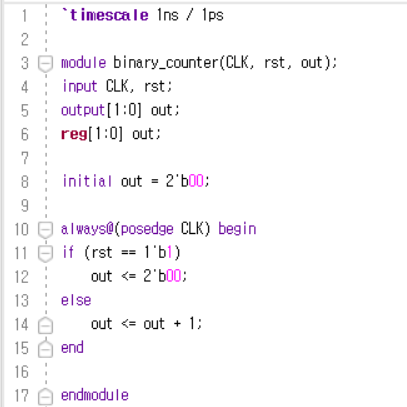 1 `timescale 1ns / 1ps
2
3 module binary_counter(CLK, rst, out);
4 input CLK, rst;
5 output[1:0] out;
6 reg[1:0] out;
7
8 initial out = 2'b00;
9
10 always@(posedge CLK) begin
11 if (rst == 1'b1)
12     out <= 2'b00;
13 else
14     out <= out + 1;
15 end
16
17 endmodule